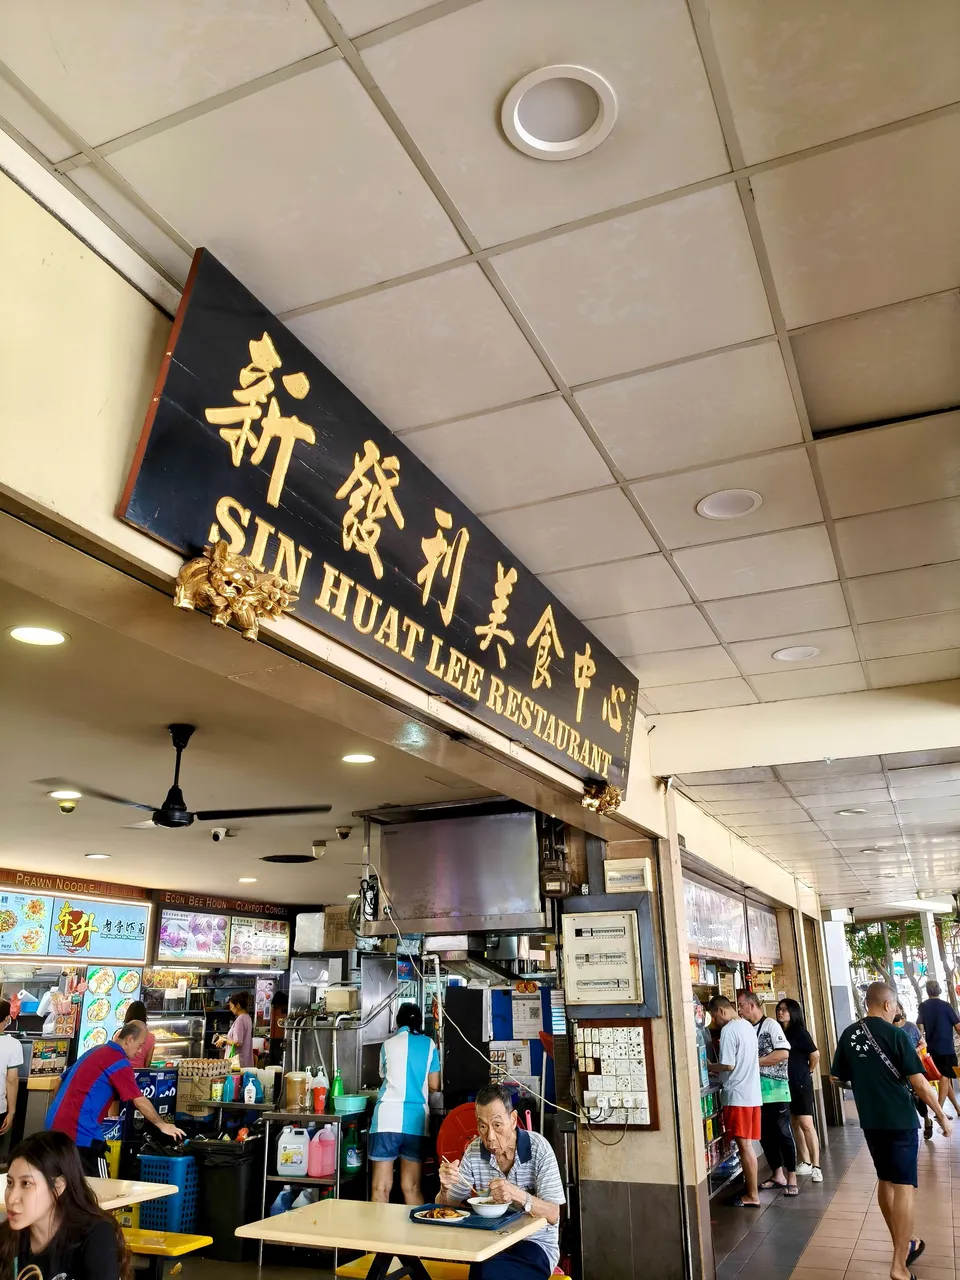 新發利美食中心
SIN HUAT LEE RESTAURANT
PRAWN NOODLE
ECON BEE HOON
CLAYPOT CONGEE
东升